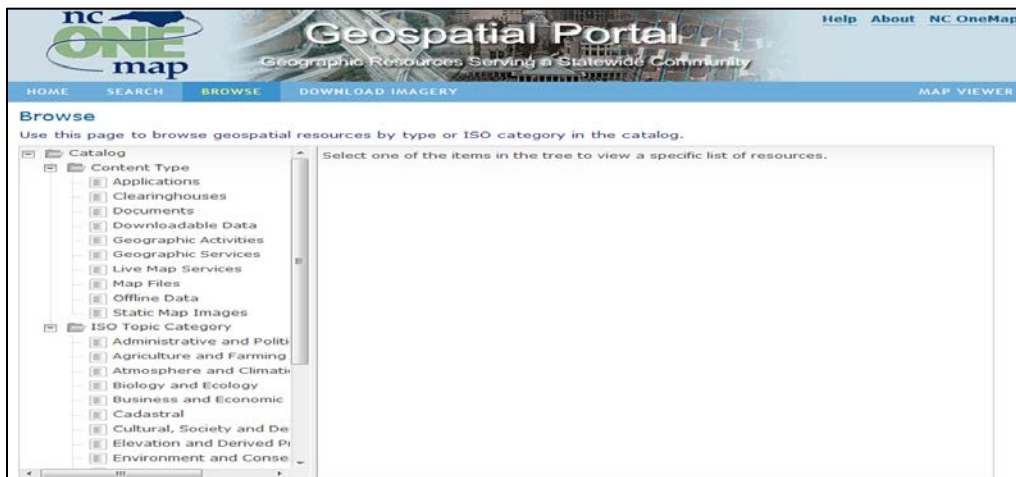 nc
ONE
map
Geospatial Portal
Geographic Resources Serving a Statewide Community
Help About NC OneMap
HOME SEARCH BROWSE DOWNLOAD IMAGERY MAP VIEWER
Browse
Use this page to browse geospatial resources by type or ISO category in the catalog.
Catalog
Content Type
Applications
Clearinghouses
Documents
Downloadable Data
Geographic Activities
Geographic Services
Live Map Services
Map Files
Offline Data
Static Map Images
ISO Topic Category
Administrative and Politi
Agriculture and Farming
Atmosphere and Climati
Biology and Ecology
Business and Economic
Cadastral
Cultural, Society and De
Elevation and Derived Pr
Environment and Conse
Select one of the items in the tree to view a specific list of resources.